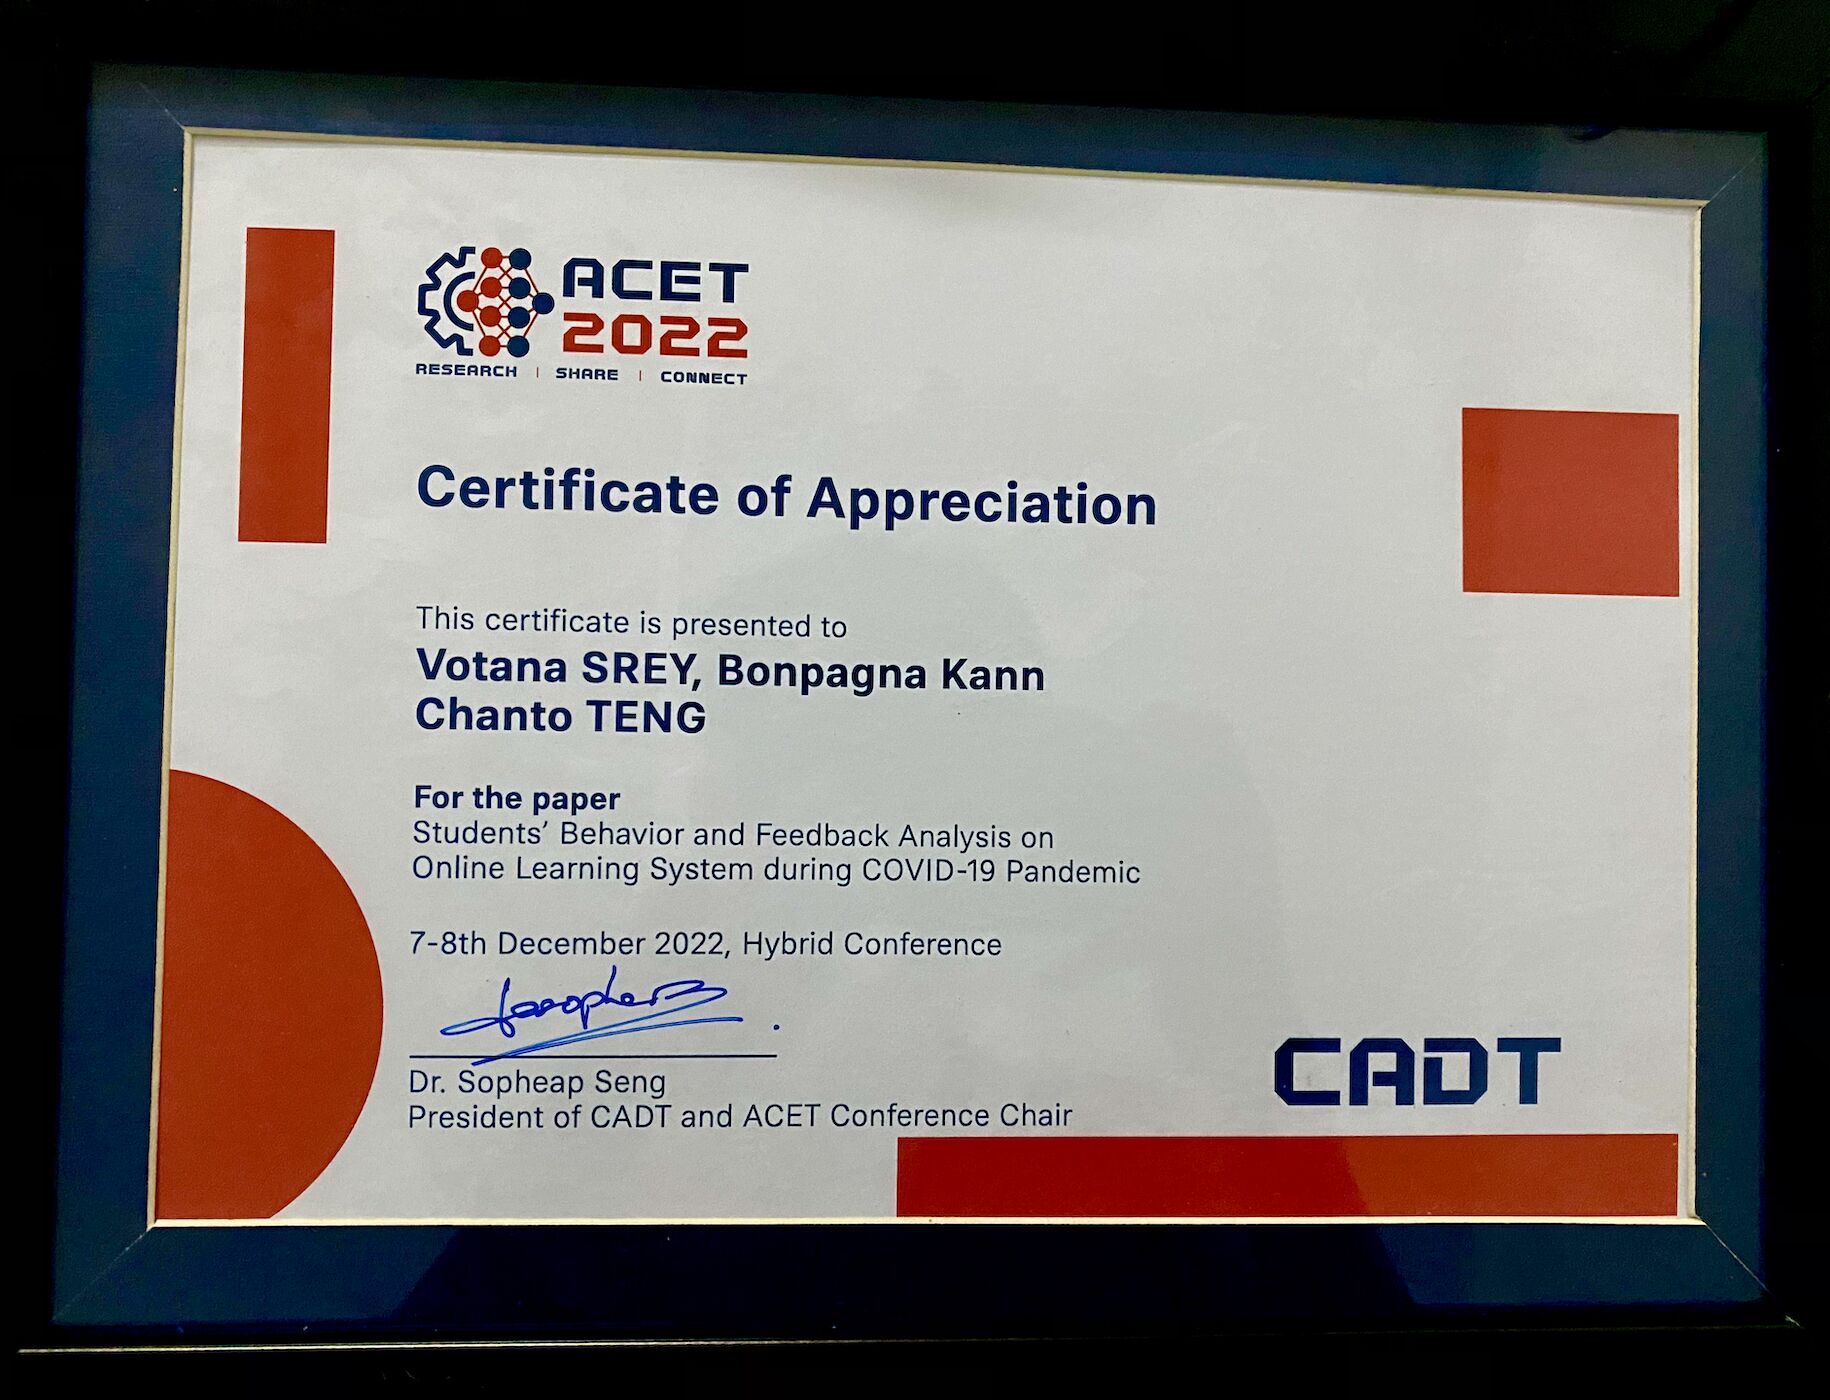 ACET
2022
RESEARCH | SHARE | CONNECT
Certificate of Appreciation
This certificate is presented to
Votana SREY, Bonpagna Kann
Chanto TENG
For the paper
Students’ Behavior and Feedback Analysis on
Online Learning System during COVID-19 Pandemic
7-8th December 2022, Hybrid Conference
Dr. Sopheap Seng
President of CADT and ACET Conference Chair
CADT